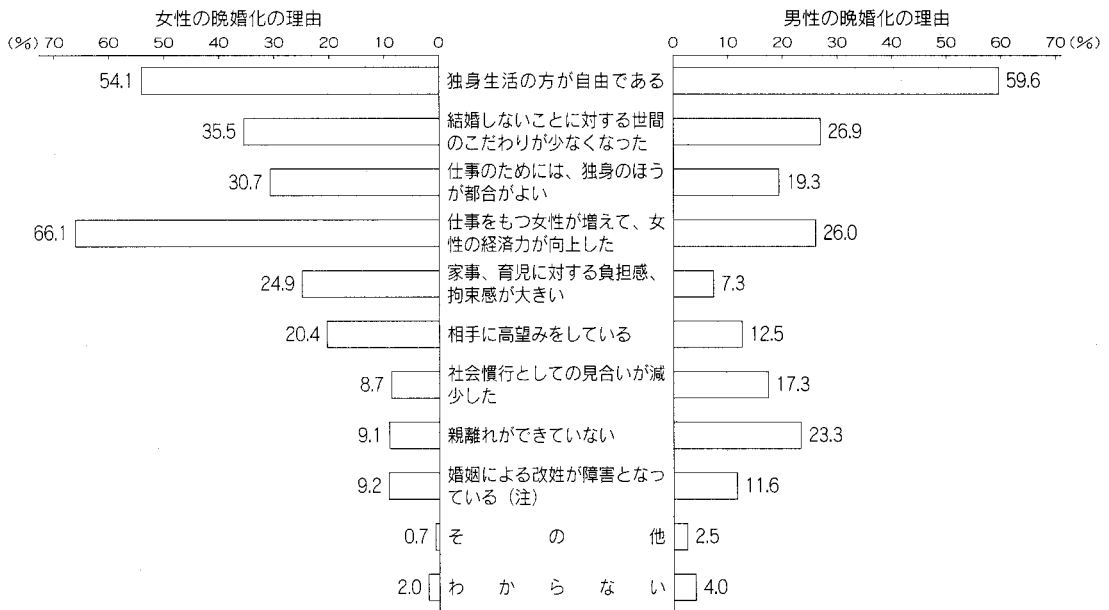 女性の晩婚化の理由 男性の晩婚化の理由
(%) 70 60 50 40 30 20 10 0 0 10 20 30 40 50 60 70 (%)
54.1 独身生活の方が自由である 59.6
35.5 結婚しないことに対する世間 26.9
のこだわりが少なくなった
30.7 仕事のためには、独身のほう 19.3
が都合がよい
66.1 仕事をもつ女性が増えて、女 26.0
性の経済力が向上した
24.9 家事、育児に対する負担感、 7.3
拘束感が大きい
20.4 相手に高望みをしている 12.5
8.7 社会慣行としての見合いが減 17.3
少した
9.1 親離れができていない 23.3
9.2 婚姻による改姓が障害となっ 11.6
ている（注）
0.7 その他 2.5
2.0 わからない 4.0